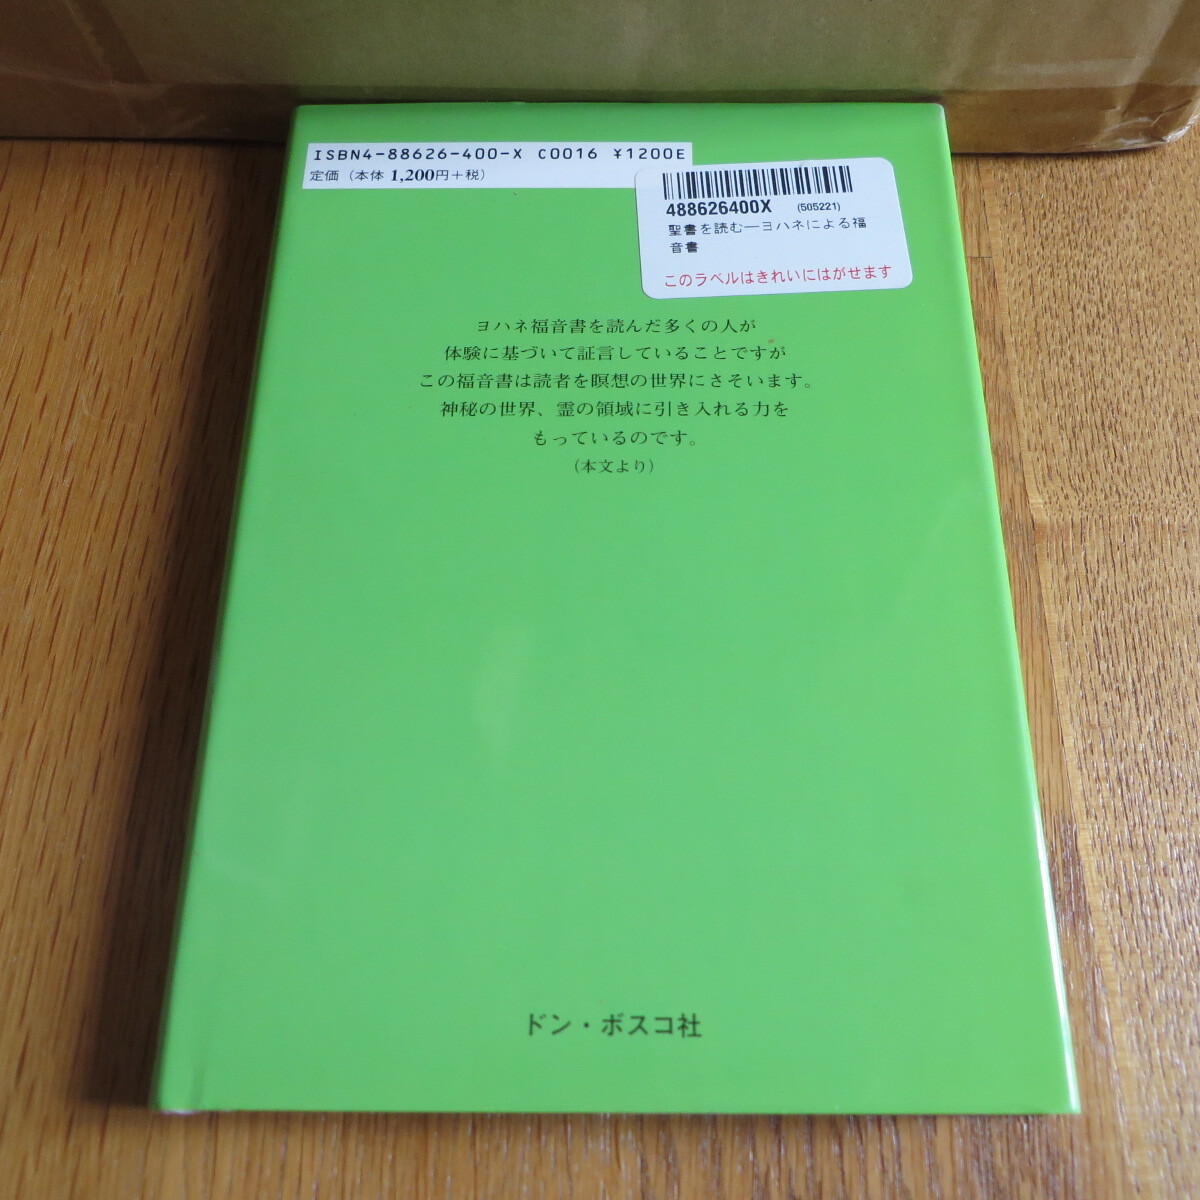 ISBN4-88626-400-X C0016 ¥1200E
定価(本体1,200円+税)
488626400X (505221)
聖書を読む―ヨハネによる福
音書
このラベルはきれいにはがせます
ヨハネ福音書を読んだ多くの人が
体験に基づいて証言していることですが
この福音書は読者を瞑想の世界にさそいます。
神秘の世界、霊の領域に引き入れる力を
もっているのです。
(本文より)
ドン・ボスコ社